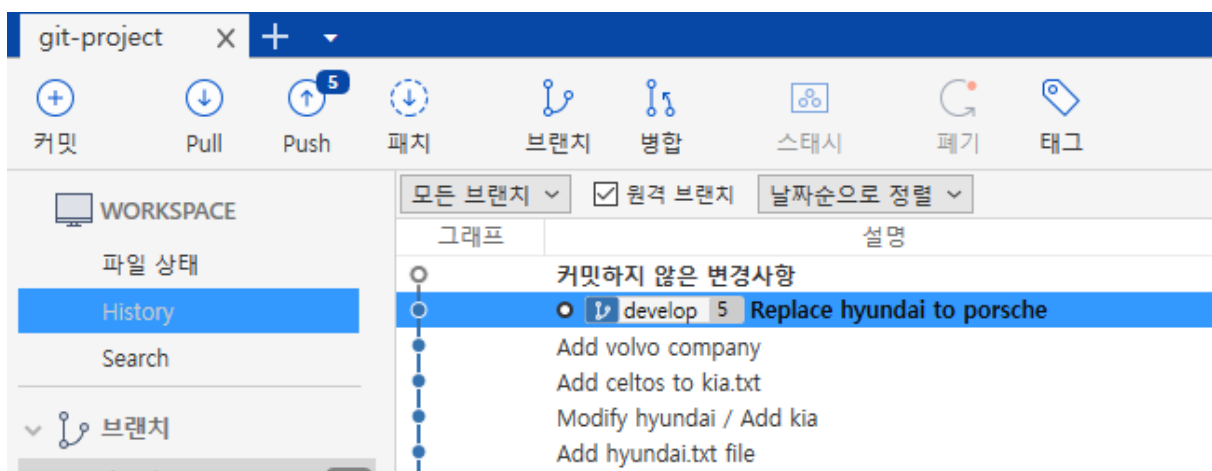 git-project
5
커밋 Pull Push 패치 브랜치 병합 스태시 폐기 태그
WORKSPACE
파일 상태
History
Search
브랜치
모든 브랜치 원격 브랜치 날짜순으로 정렬
그래프 설명
커밋하지 않은 변경사항
develop 5 Replace hyundai to porsche
Add volvo company
Add celtos to kia.txt
Modify hyundai / Add kia
Add hyundai.txt file